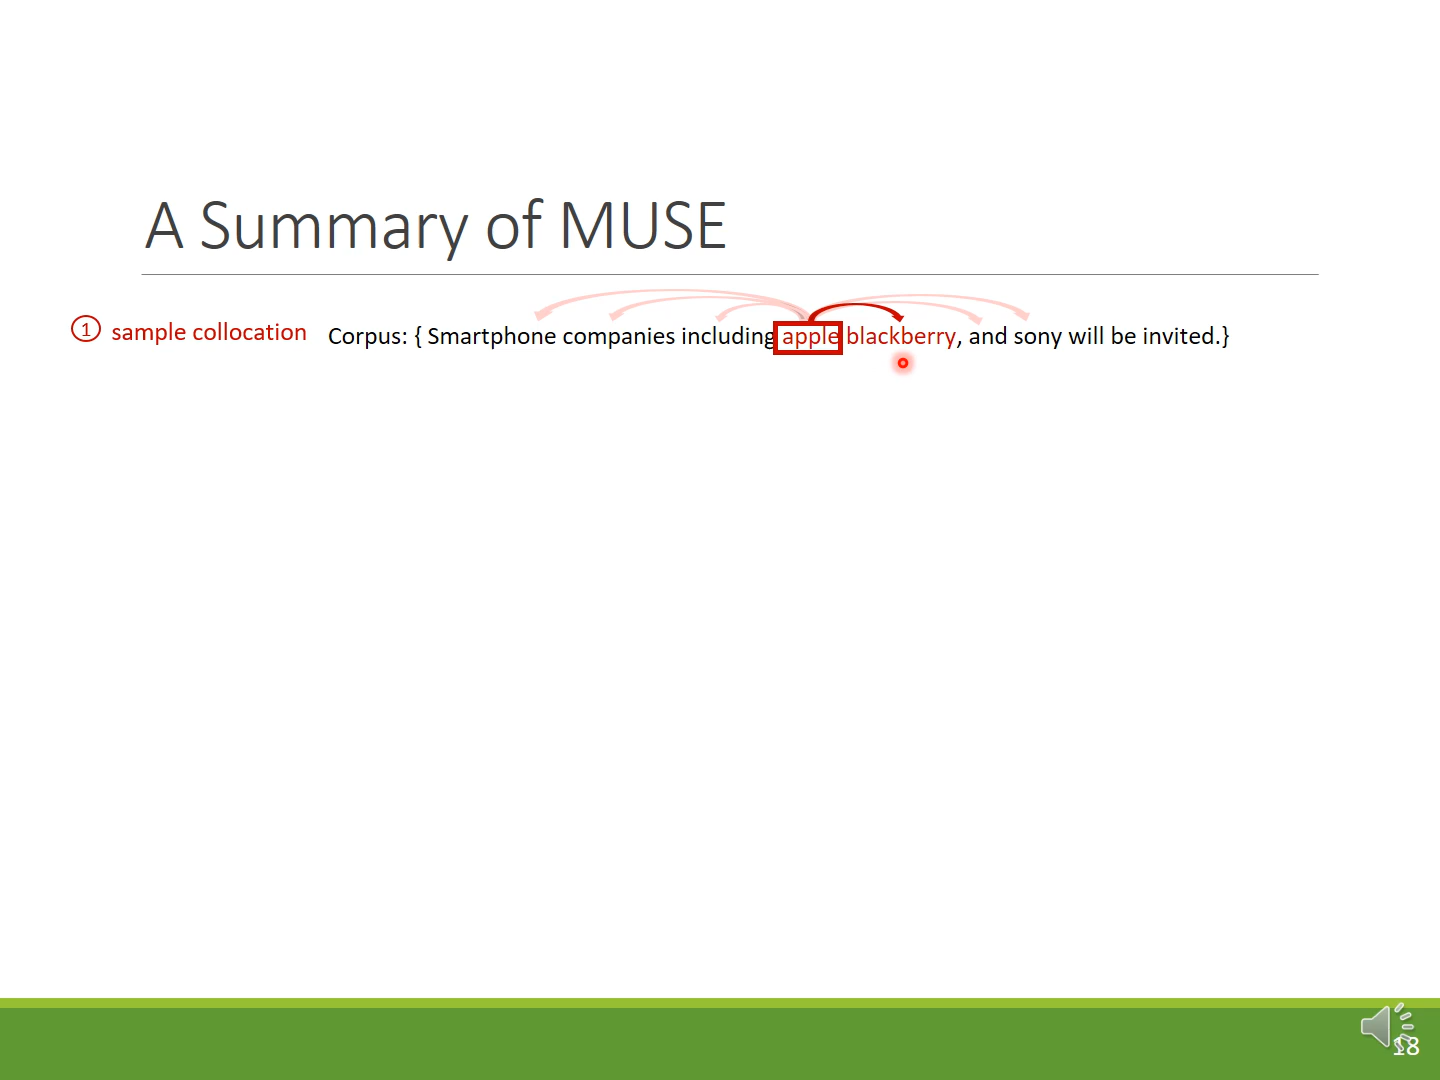 A Summary of MUSE
1 sample collocation Corpus: { Smartphone companies including apple blackberry, and sony will be invited.}
18